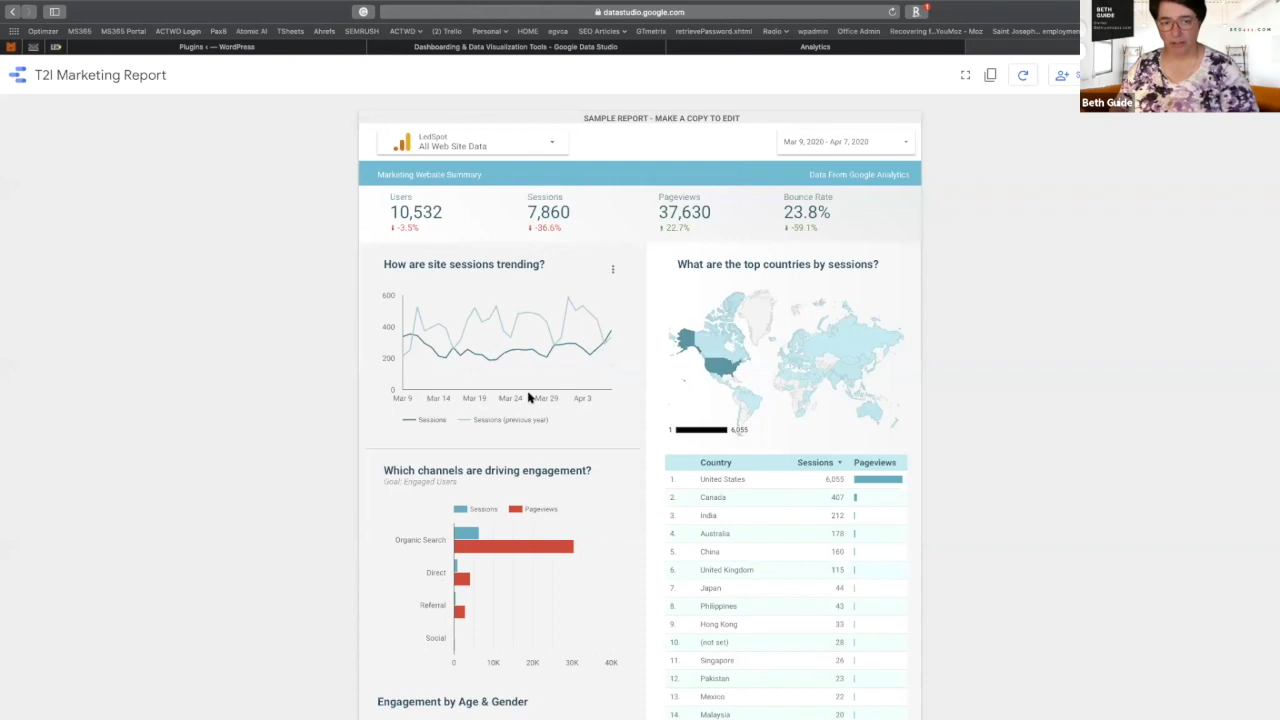 datastudio.google.com
Optimzer MS365 MS365 Portal ACTWD Login Pax8 Atomic AI TSheets Ahrefs SEMRUSH ACTWD (2) Trello Personal HOME egvca SEO Articles GTmetrix retrievePassword.xhtml Radio wpadmin Office Admin Recovering f...YouMoz - Moz Saint Joseph... employm
Plugins ‹ — WordPress
Dashboarding & Data Visualization Tools - Google Data Studio
Analytics
BETH
GUIDE
Beth Guide
T2I Marketing Report
SAMPLE REPORT - MAKE A COPY TO EDIT
LedSpot
All Web Site Data
Mar 9, 2020 - Apr 7, 2020
Marketing Website Summary
Data From Google Analytics
Users Sessions Pageviews Bounce Rate
10,532 7,860 37,630 23.8%
-3.5% -36.6% 22.7% -59.1%
How are site sessions trending?
600
400
200
0
Mar 9 Mar 14 Mar 19 Mar 24 Mar 29 Apr 3
Sessions Sessions (previous year)
What are the top countries by sessions?
1 6,055
Which channels are driving engagement?
Goal: Engaged Users
Sessions Pageviews
Organic Search
Direct
Referral
Social
0 10K 20K 30K 40K
Engagement by Age & Gender
Country Sessions Pageviews
1. United States 6,055
2. Canada 407
3. India 212
4. Australia 178
5. China 160
6. United Kingdom 115
7. Japan 44
8. Philippines 43
9. Hong Kong 33
10. (not set) 28
11. Singapore 26
12. Pakistan 23
13. Mexico 22
14. Malaysia 20